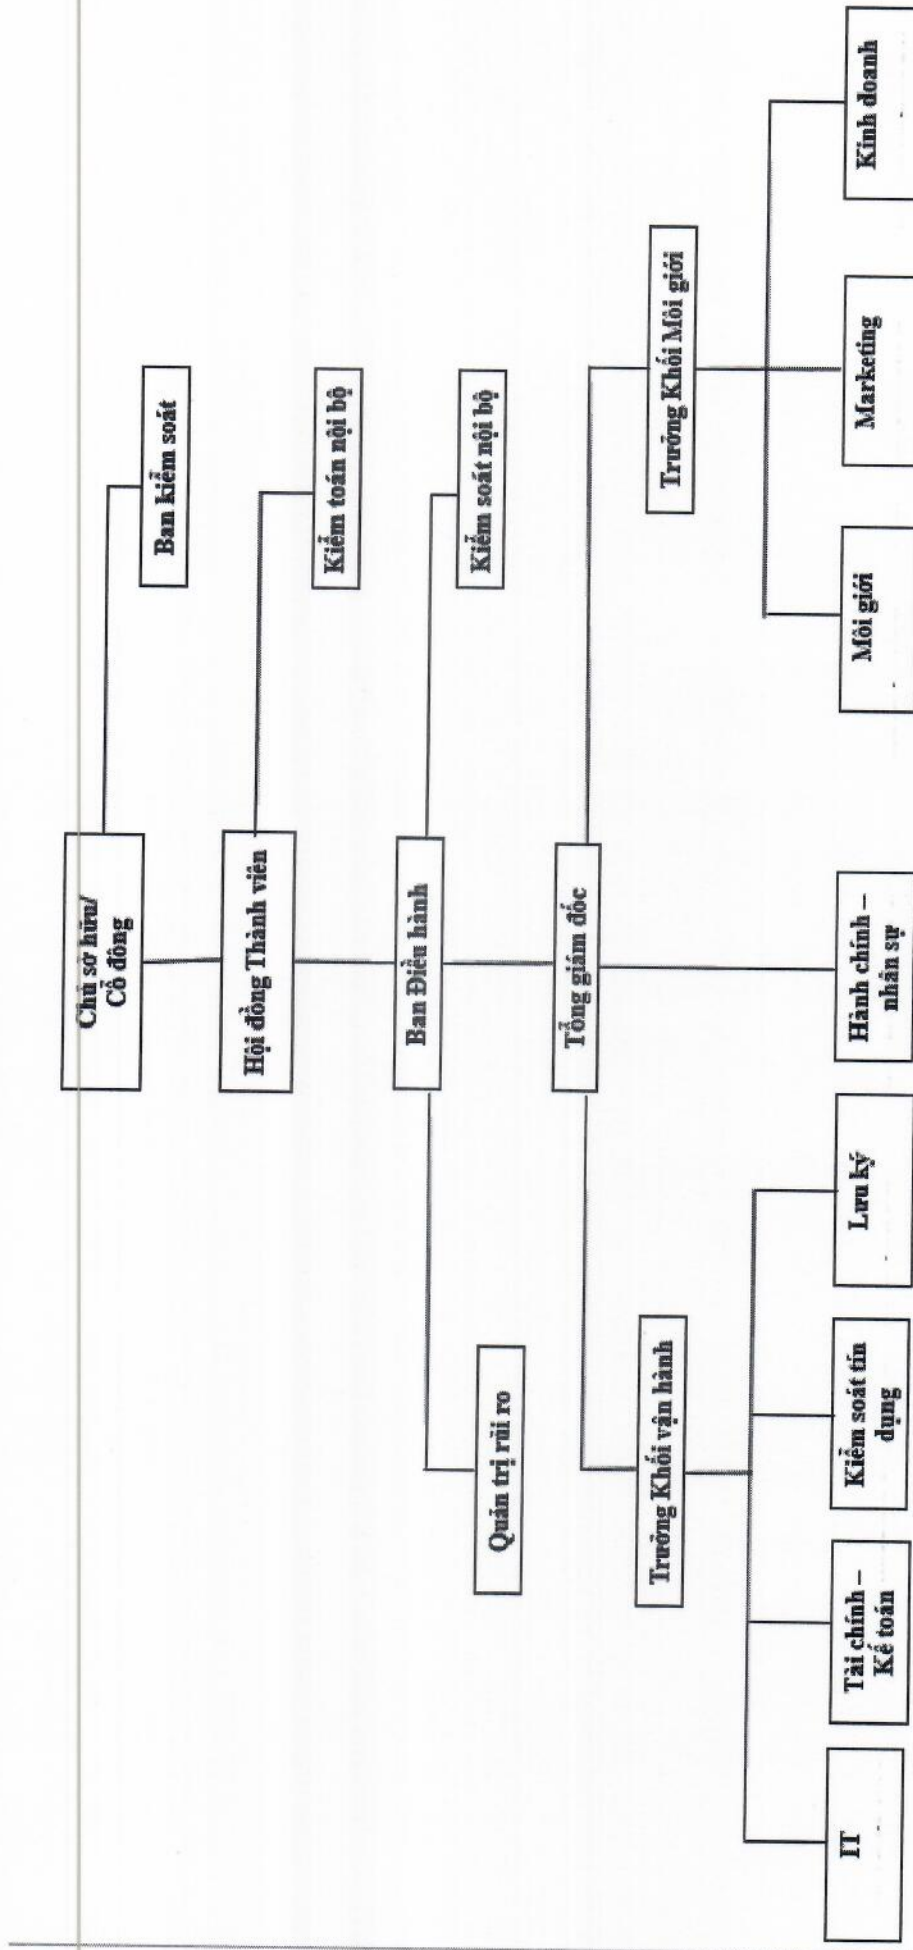 Chủ sở hữu/
Cổ đông
Ban kiểm soát
Hội đồng Thành viên
Kiểm toán nội bộ
Ban Điều hành
Quản trị rủi ro
Kiểm soát nội bộ
Tổng giám đốc
Trưởng Khối vận hành
Trưởng Khối Môi giới
IT
Tài chính –
Kế toán
Kiểm soát tín
dụng
Lưu ký
Hành chính –
nhân sự
Môi giới
Marketing
Kinh doanh